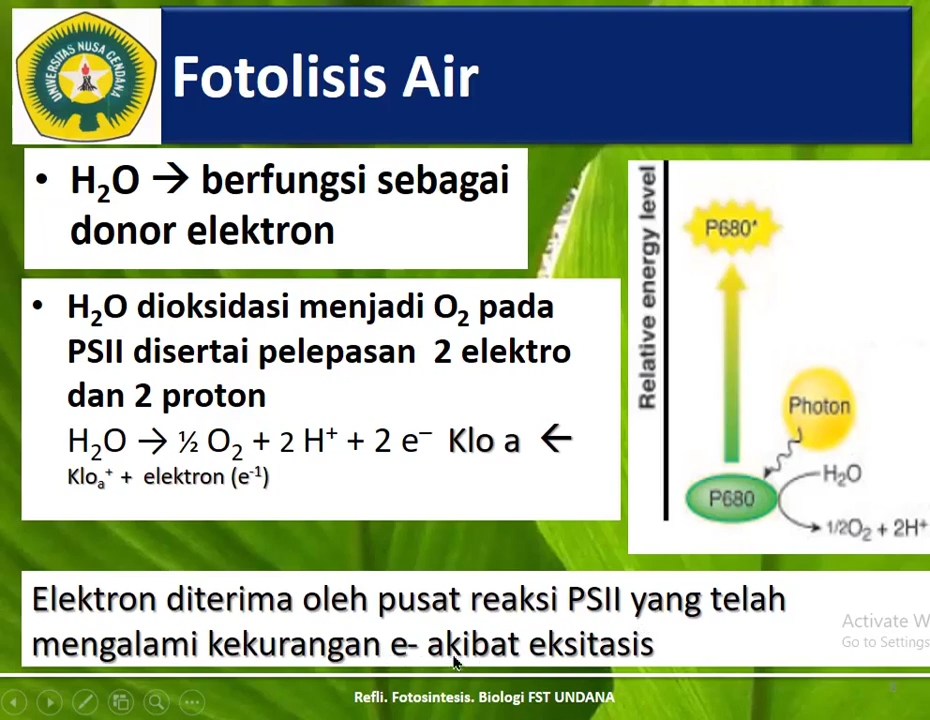 UNIVERSITAS NUSA CENDANA
Fotolisis Air
• H₂O → berfungsi sebagai
donor elektron
• H₂O dioksidasi menjadi O₂ pada
PSII disertai pelepasan 2 elektro
dan 2 proton
H₂O → ½ O₂ + 2 H⁺ + 2 e⁻ Klo a ←
Kloₐ⁺ + elektron (e⁻¹)
Relative energy level
P680*
Photon
P680
H₂O
1/2O₂ + 2H⁺
Elektron diterima oleh pusat reaksi PSII yang telah
mengalami kekurangan e- akibat eksitasis
Activate W
Go to Settings
Refli. Fotosintesis. Biologi FST UNDANA